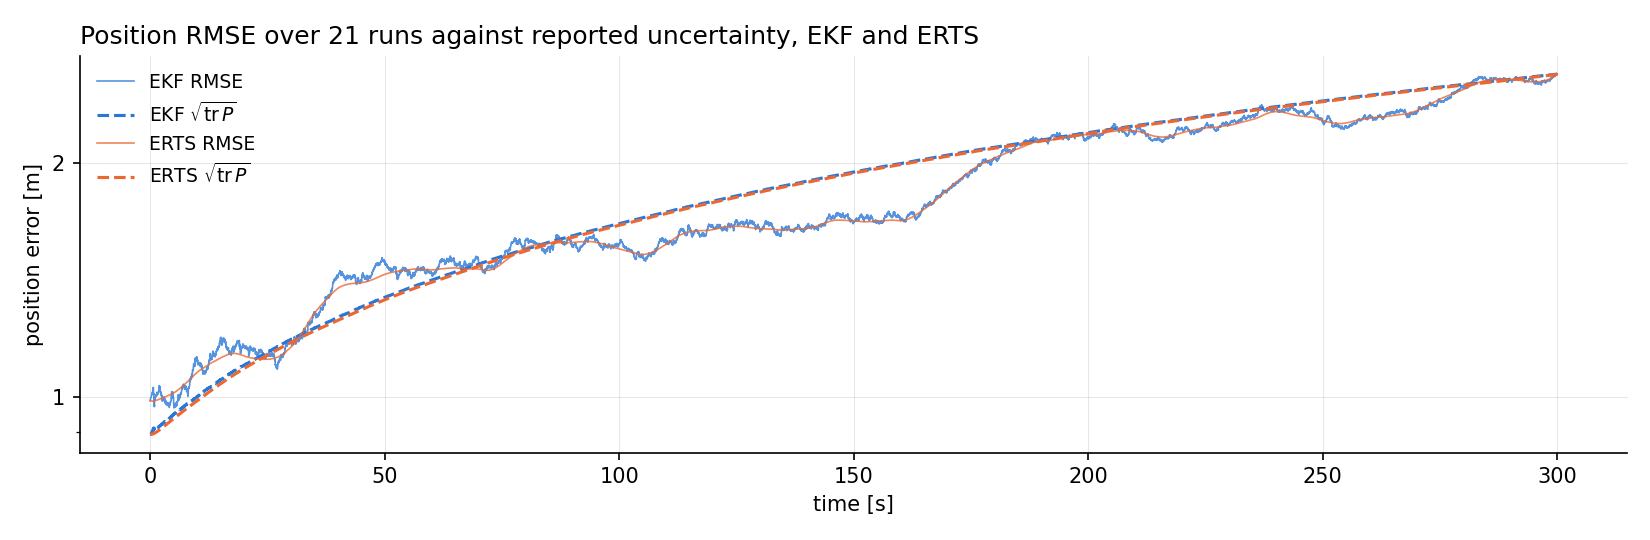 Position RMSE over 21 runs against reported uncertainty, EKF and ERTS
EKF RMSE
EKF √tr P
ERTS RMSE
ERTS √tr P
position error [m]
2
1
0 50 100 150 200 250 300
time [s]